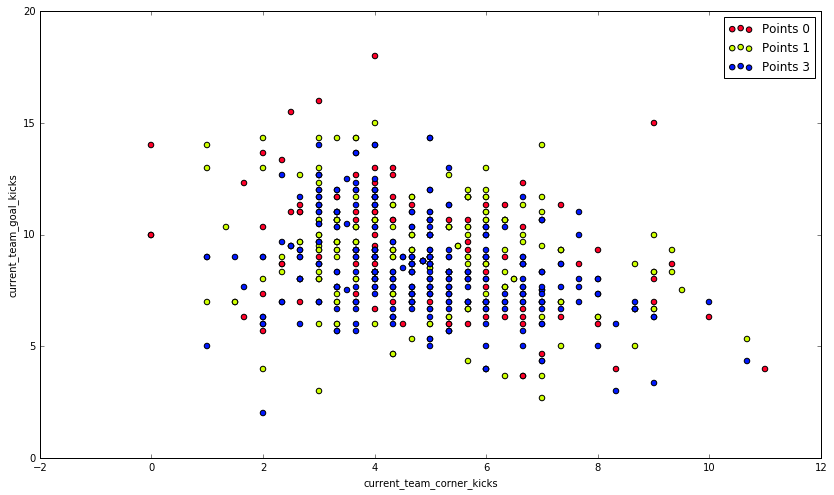 20
15
10
5
0
current_team_goal_kicks
Points 0
Points 1
Points 3
−2
0
2
4
6
8
10
12
current_team_corner_kicks